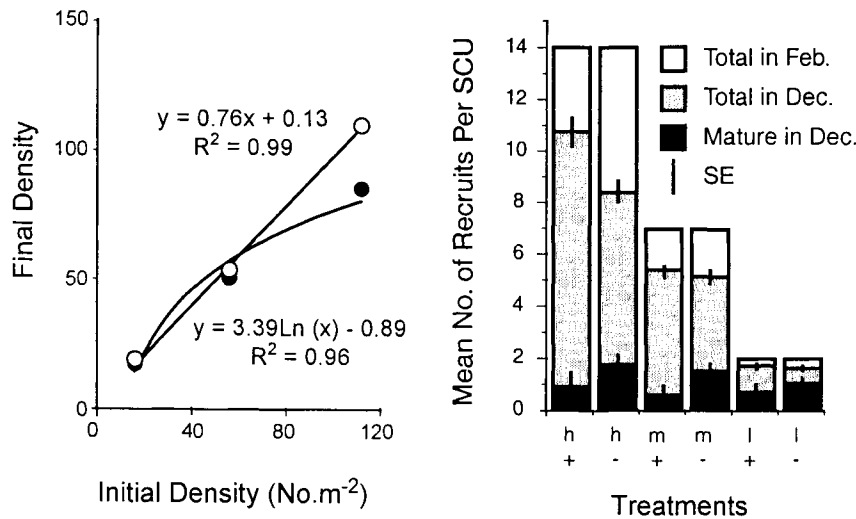 150
100
50
0
Final Density
y = 0.76x + 0.13
R² = 0.99
y = 3.39Ln (x) - 0.89
R² = 0.96
0 40 80 120
Initial Density (No.m⁻²)
14
12
10
8
6
4
2
0
Mean No. of Recruits Per SCU
Total in Feb.
Total in Dec.
Mature in Dec.
SE
h h m m l l
+ - + - + -
Treatments